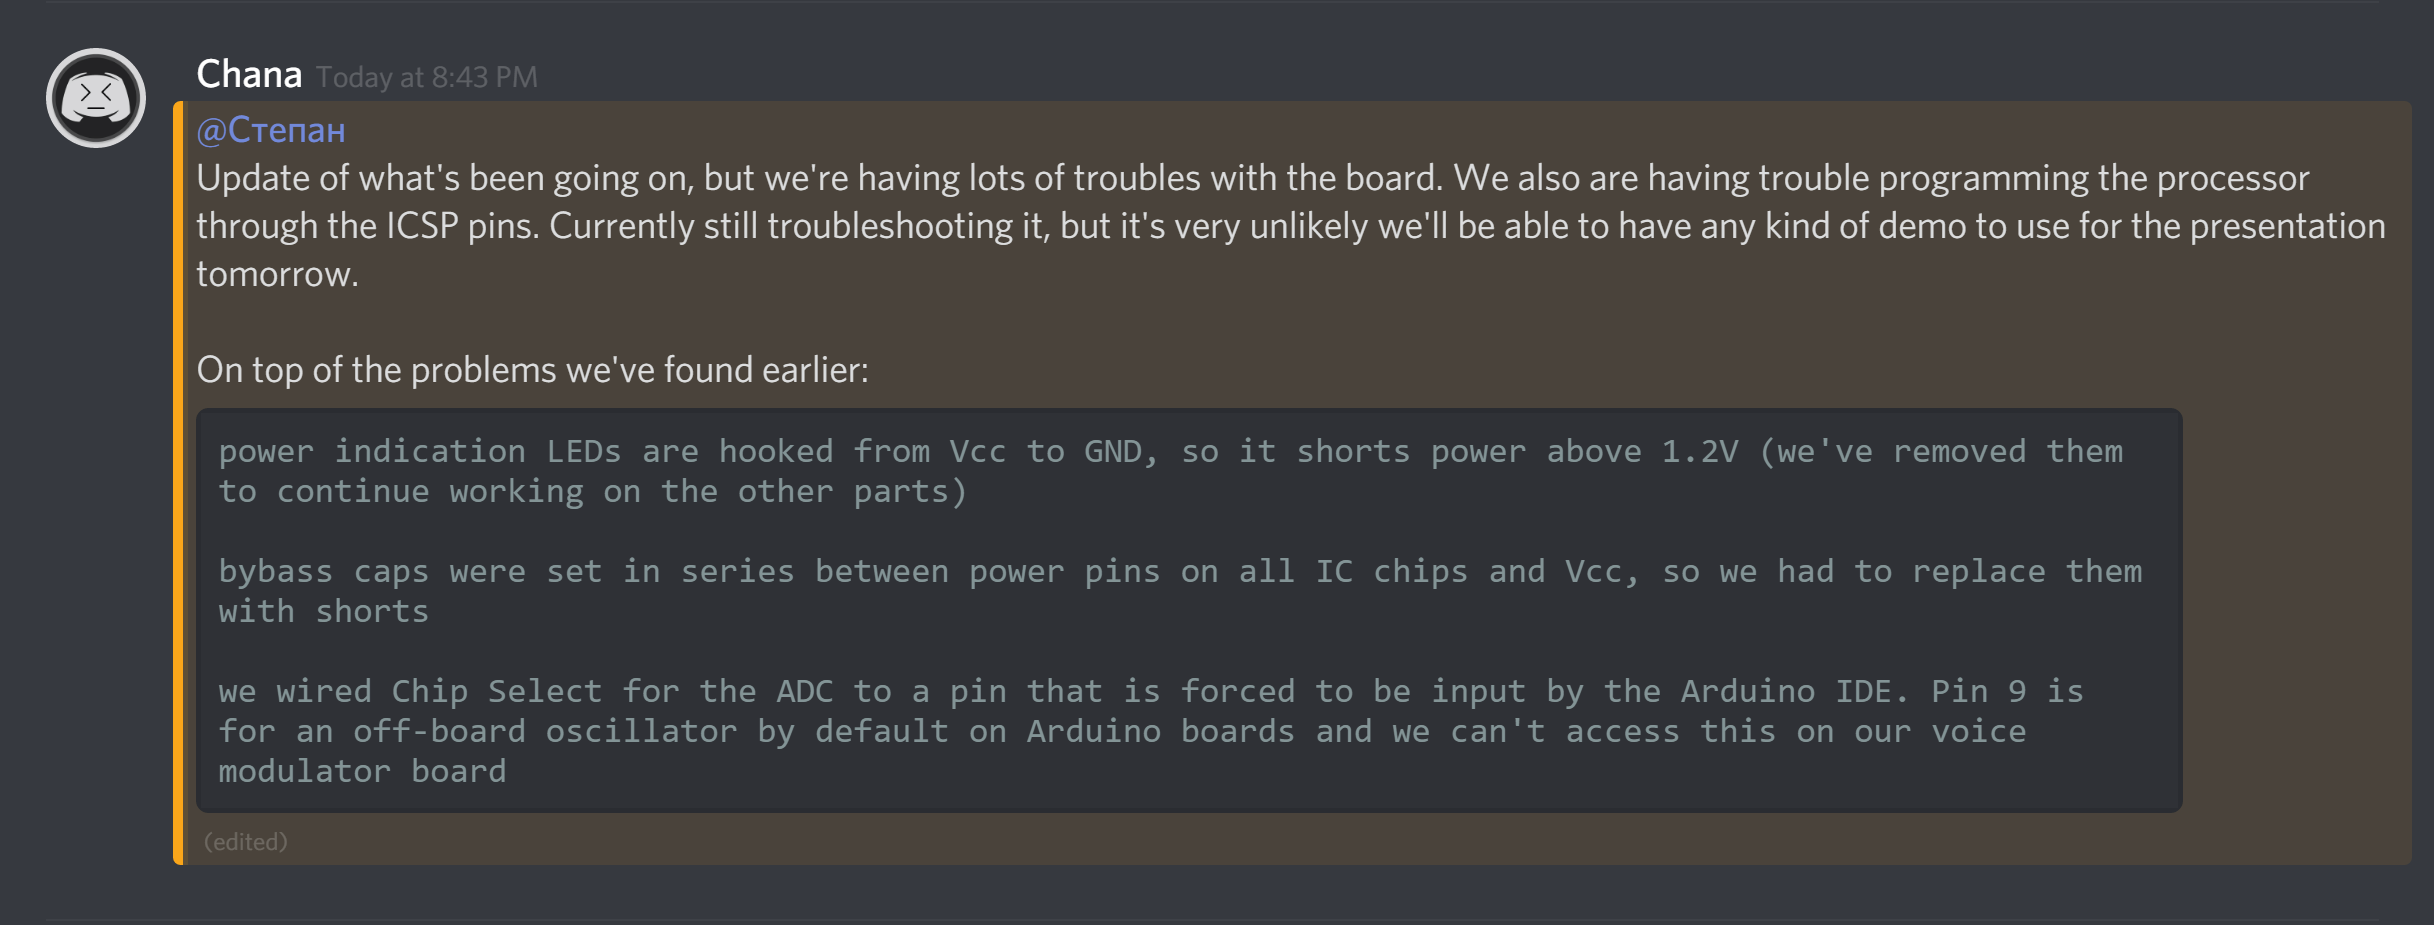 Chana Today at 8:43 PM
@Степан
Update of what's been going on, but we're having lots of troubles with the board. We also are having trouble programming the processor
through the ICSP pins. Currently still troubleshooting it, but it's very unlikely we'll be able to have any kind of demo to use for the presentation
tomorrow.
On top of the problems we've found earlier:
power indication LEDs are hooked from Vcc to GND, so it shorts power above 1.2V (we've removed them
to continue working on the other parts)
bybass caps were set in series between power pins on all IC chips and Vcc, so we had to replace them
with shorts
we wired Chip Select for the ADC to a pin that is forced to be input by the Arduino IDE. Pin 9 is
for an off-board oscillator by default on Arduino boards and we can't access this on our voice
modulator board
(edited)